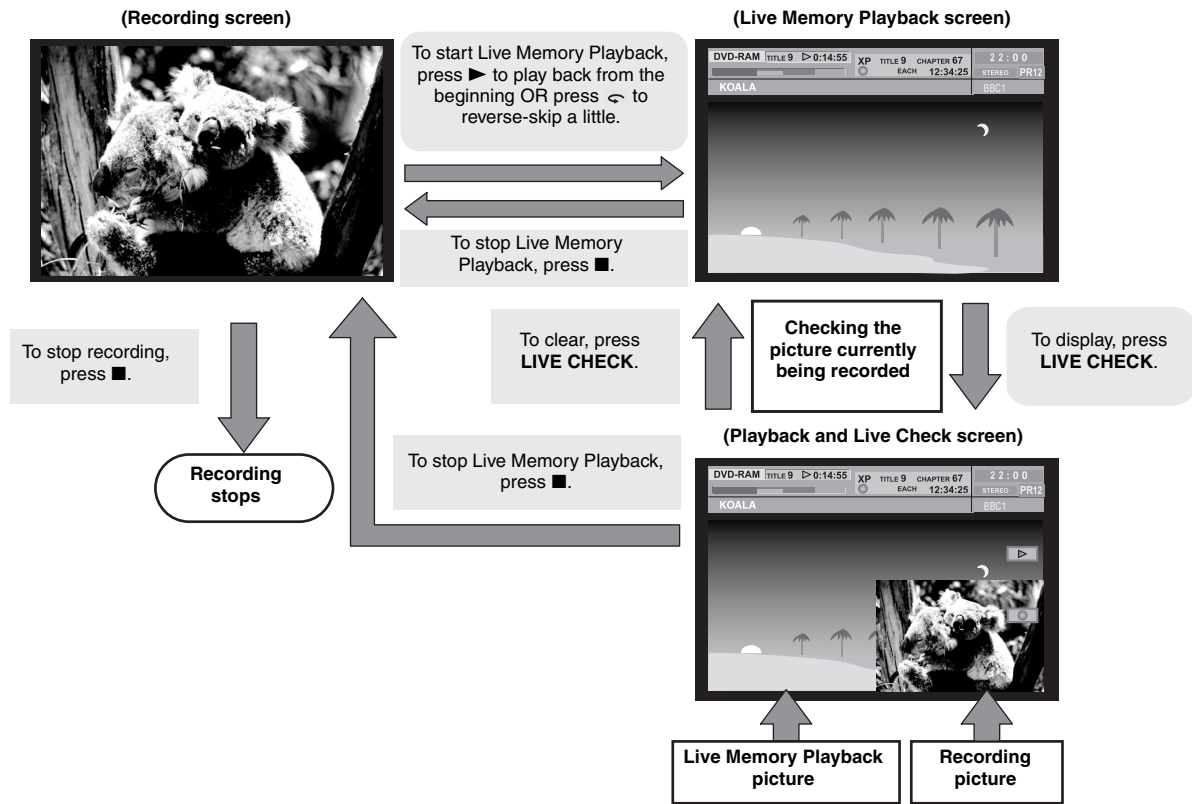 (Recording screen)
(Live Memory Playback screen)
To start Live Memory Playback,
press ► to play back from the
beginning OR press ⤺ to
reverse-skip a little.
DVD-RAM TITLE 9 ▷ 0:14:55 XP TITLE 9 CHAPTER 67 22:00
EACH 12:34:25 STEREO PR12
KOALA BBC1
To stop Live Memory
Playback, press ■.
To stop recording,
press ■.
To clear, press
LIVE CHECK.
Checking the
picture currently
being recorded
To display, press
LIVE CHECK.
(Playback and Live Check screen)
Recording
stops
To stop Live Memory Playback,
press ■.
DVD-RAM TITLE 9 ▷ 0:14:55 XP TITLE 9 CHAPTER 67 22:00
EACH 12:34:25 STEREO PR12
KOALA BBC1
Live Memory Playback
picture
Recording
picture